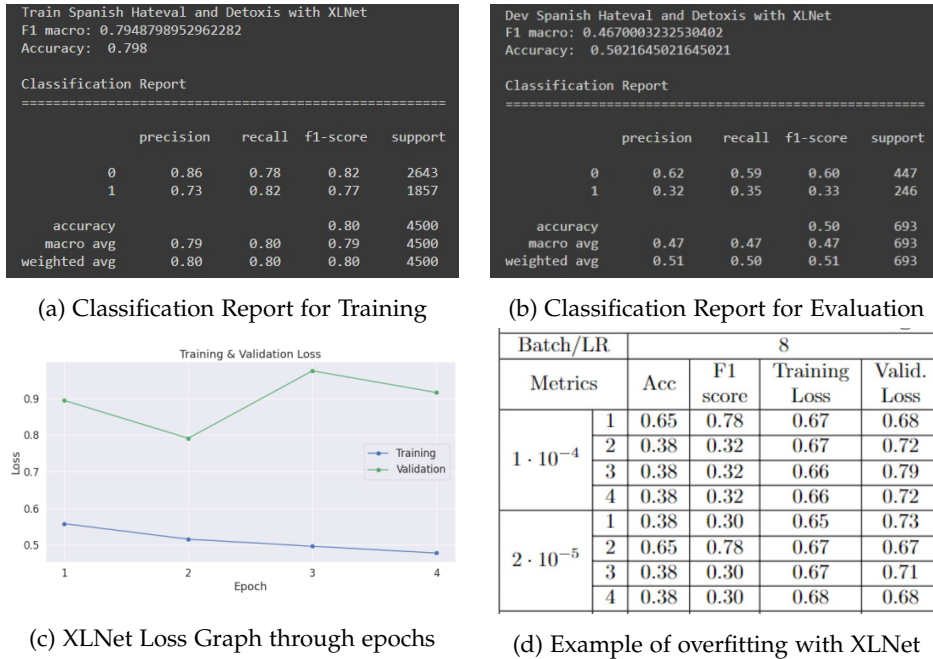 Train Spanish Hateval and Detoxis with XLNet
F1 macro: 0.7948798952962282
Accuracy:  0.798
Classification Report
=====================================================
precision recall f1-score support
0 0.86 0.78 0.82 2643
1 0.73 0.82 0.77 1857
accuracy 0.80 4500
macro avg 0.79 0.80 0.79 4500
weighted avg 0.80 0.80 0.80 4500
(a) Classification Report for Training
Dev Spanish Hateval and Detoxis with XLNet
F1 macro: 0.4670003232530402
Accuracy:  0.5021645021645021
Classification Report
=====================================================
precision recall f1-score support
0 0.62 0.59 0.60 447
1 0.32 0.35 0.33 246
accuracy 0.50 693
macro avg 0.47 0.47 0.47 693
weighted avg 0.51 0.50 0.51 693
(b) Classification Report for Evaluation
Training & Validation Loss
Loss
0.9
0.8
0.7
0.6
0.5
Training
Validation
1 2 3 4
Epoch
(c) XLNet Loss Graph through epochs
Batch/LR 8
Metrics Acc F1 score Training Loss Valid. Loss
1 · 10⁻⁴
1 0.65 0.78 0.67 0.68
2 0.38 0.32 0.67 0.72
3 0.38 0.32 0.66 0.79
4 0.38 0.32 0.66 0.72
2 · 10⁻⁵
1 0.38 0.30 0.65 0.73
2 0.65 0.78 0.67 0.67
3 0.38 0.30 0.67 0.71
4 0.38 0.30 0.68 0.68
(d) Example of overfitting with XLNet